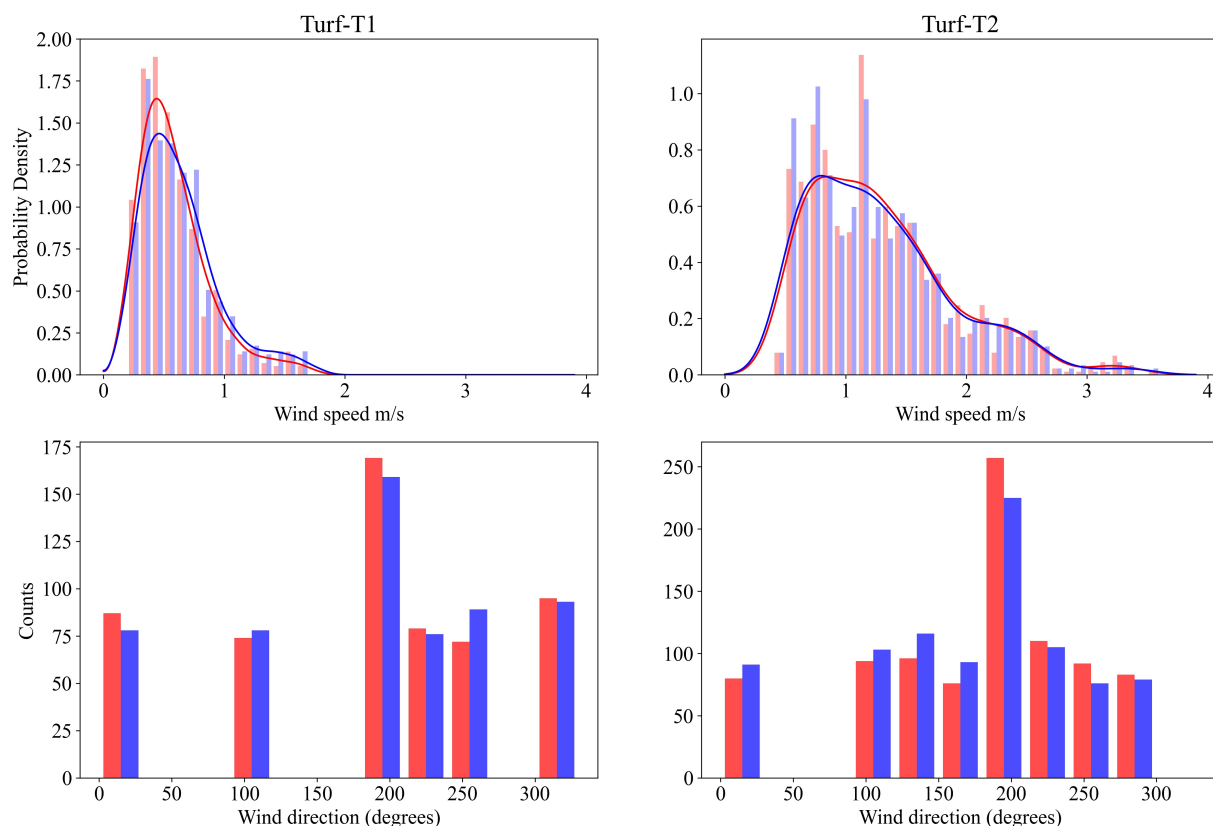 Turf-T1
Turf-T2
2.00
1.75
1.50
1.25
1.00
0.75
0.50
0.25
0.00
Probability Density
0 1 2 3 4
Wind speed m/s
1.0
0.8
0.6
0.4
0.2
0.0
0 1 2 3 4
Wind speed m/s
175
150
125
100
75
50
25
0
Counts
0 50 100 150 200 250 300
Wind direction (degrees)
250
200
150
100
50
0
0 50 100 150 200 250 300
Wind direction (degrees)